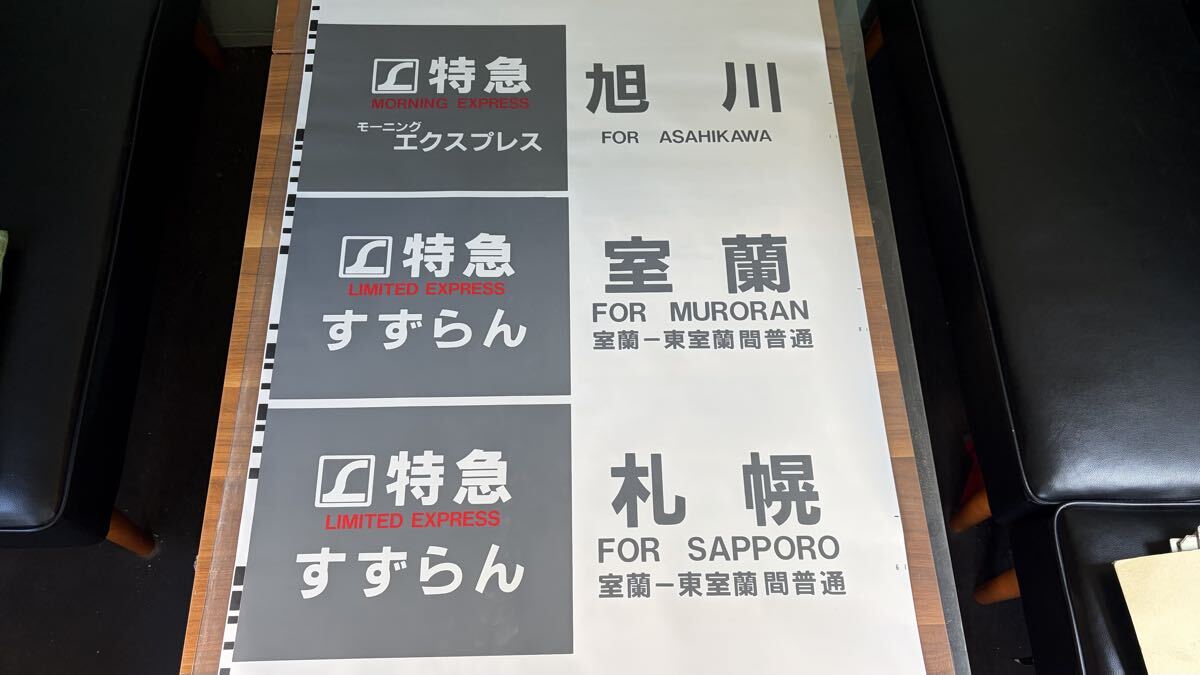 特急
MORNING EXPRESS
モーニング
エクスプレス
旭川
FOR ASAHIKAWA
特急
LIMITED EXPRESS
すずらん
室蘭
FOR MURORAN
室蘭－東室蘭間普通
特急
LIMITED EXPRESS
すずらん
札幌
FOR SAPPORO
室蘭－東室蘭間普通